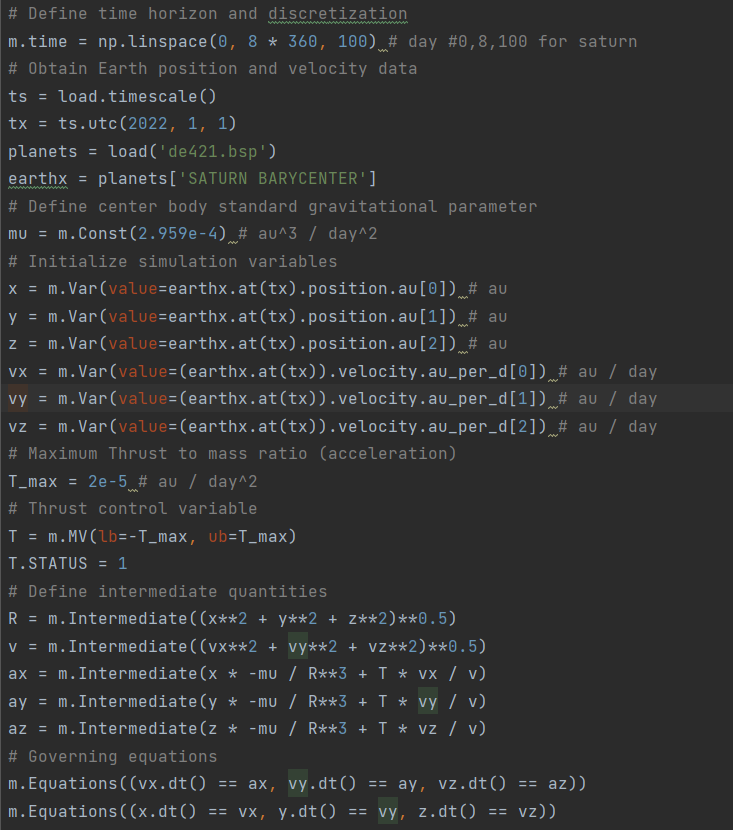 # Define time horizon and discretization
m.time = np.linspace(0, 8 * 360, 100) # day #0,8,100 for saturn
# Obtain Earth position and velocity data
ts = load.timescale()
tx = ts.utc(2022, 1, 1)
planets = load('de421.bsp')
earthx = planets['SATURN BARYCENTER']
# Define center body standard gravitational parameter
mu = m.Const(2.959e-4) # au^3 / day^2
# Initialize simulation variables
x = m.Var(value=earthx.at(tx).position.au[0]) # au
y = m.Var(value=earthx.at(tx).position.au[1]) # au
z = m.Var(value=earthx.at(tx).position.au[2]) # au
vx = m.Var(value=(earthx.at(tx)).velocity.au_per_d[0]) # au / day
vy = m.Var(value=(earthx.at(tx)).velocity.au_per_d[1]) # au / day
vz = m.Var(value=(earthx.at(tx)).velocity.au_per_d[2]) # au / day
# Maximum Thrust to mass ratio (acceleration)
T_max = 2e-5 # au / day^2
# Thrust control variable
T = m.MV(lb=-T_max, ub=T_max)
T.STATUS = 1
# Define intermediate quantities
R = m.Intermediate((x**2 + y**2 + z**2)**0.5)
v = m.Intermediate((vx**2 + vy**2 + vz**2)**0.5)
ax = m.Intermediate(x * -mu / R**3 + T * vx / v)
ay = m.Intermediate(y * -mu / R**3 + T * vy / v)
az = m.Intermediate(z * -mu / R**3 + T * vz / v)
# Governing equations
m.Equations((vx.dt() == ax, vy.dt() == ay, vz.dt() == az))
m.Equations((x.dt() == vx, y.dt() == vy, z.dt() == vz))